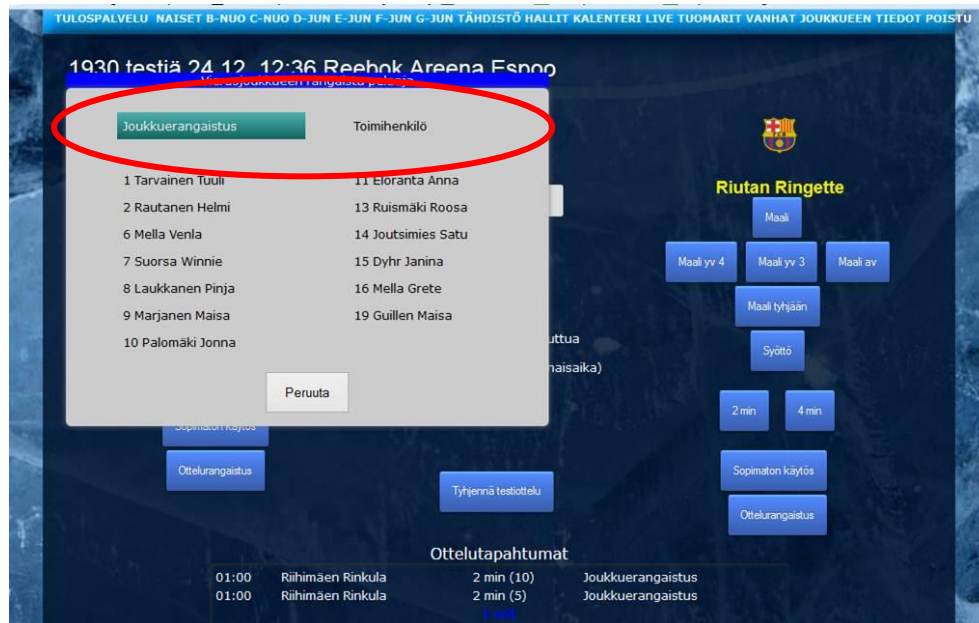 TULOSPALVELU NAISET B-NUO C-NUO D-JUN E-JUN F-JUN G-JUN TÄHDISTÖ HALLIT KALENTERI LIVE TUOMARIT VANHAT JOUKKUEEN TIEDOT POISTU
1930 testiä 24.12. 12:36 Reebok Areena Espoo
Vierasjoukkueen rangaistu pelaaja
Joukkuerangaistus Toimihenkilö
1 Tarvainen Tuuli 11 Eloranta Anna
2 Rautanen Helmi 13 Ruismäki Roosa
6 Mella Venla 14 Joutsimies Satu
7 Suorsa Winnie 15 Dyhr Janina
8 Laukkanen Pinja 16 Mella Grete
9 Marjanen Maisa 19 Guillen Maisa
10 Palomäki Jonna
Peruuta
uttua
naisaika)
Riutan Ringette
Maali
Maali yv 4 Maali yv 3 Maali av
Maali tyhjään
Syöttö
2 min 4 min
Sopimaton käytös Sopimaton käytös
Ottelurangaistus Ottelurangaistus
Tyhjennä testiottelu
Ottelutapahtumat
01:00 Riihimäen Rinkula 2 min (10) Joukkuerangaistus
01:00 Riihimäen Rinkula 2 min (5) Joukkuerangaistus